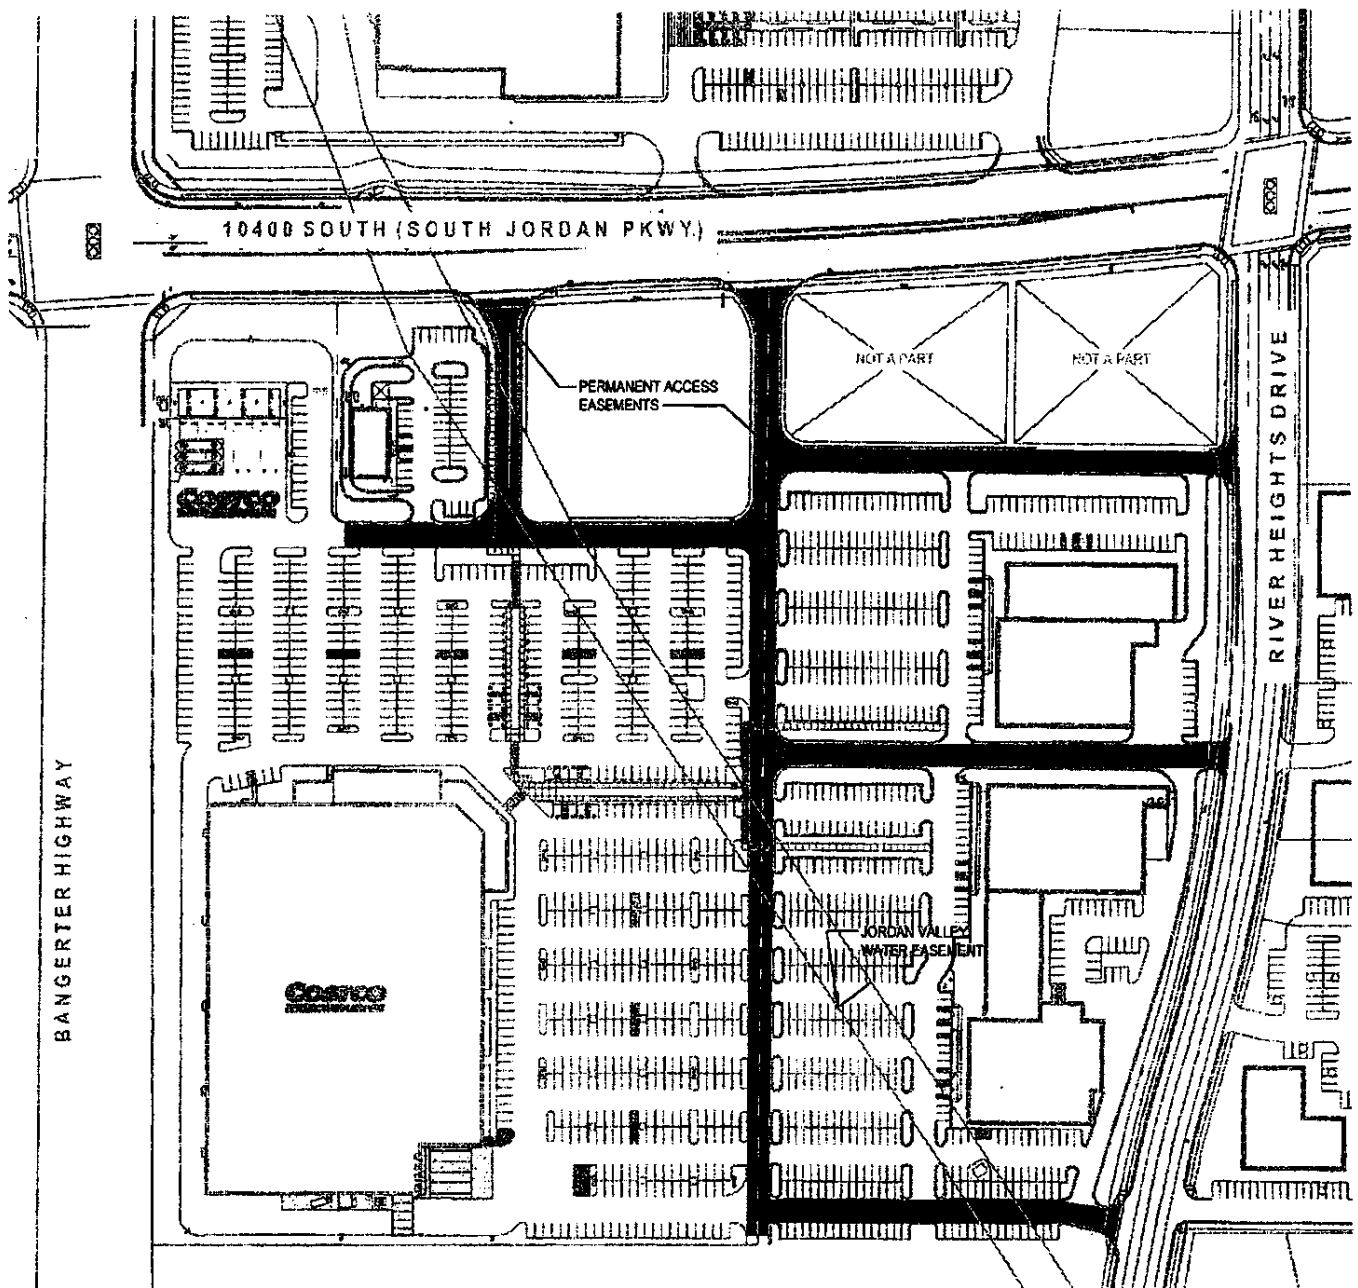 10400 SOUTH (SOUTH JORDAN PKWY.)
NOT A PART
NOT A PART
PERMANENT ACCESS
EASEMENTS
RIVER HEIGHTS DRIVE
COSTCO
BANGERTER HIGHWAY
JORDAN VALLEY
WATER EASEMENT
COSTCO